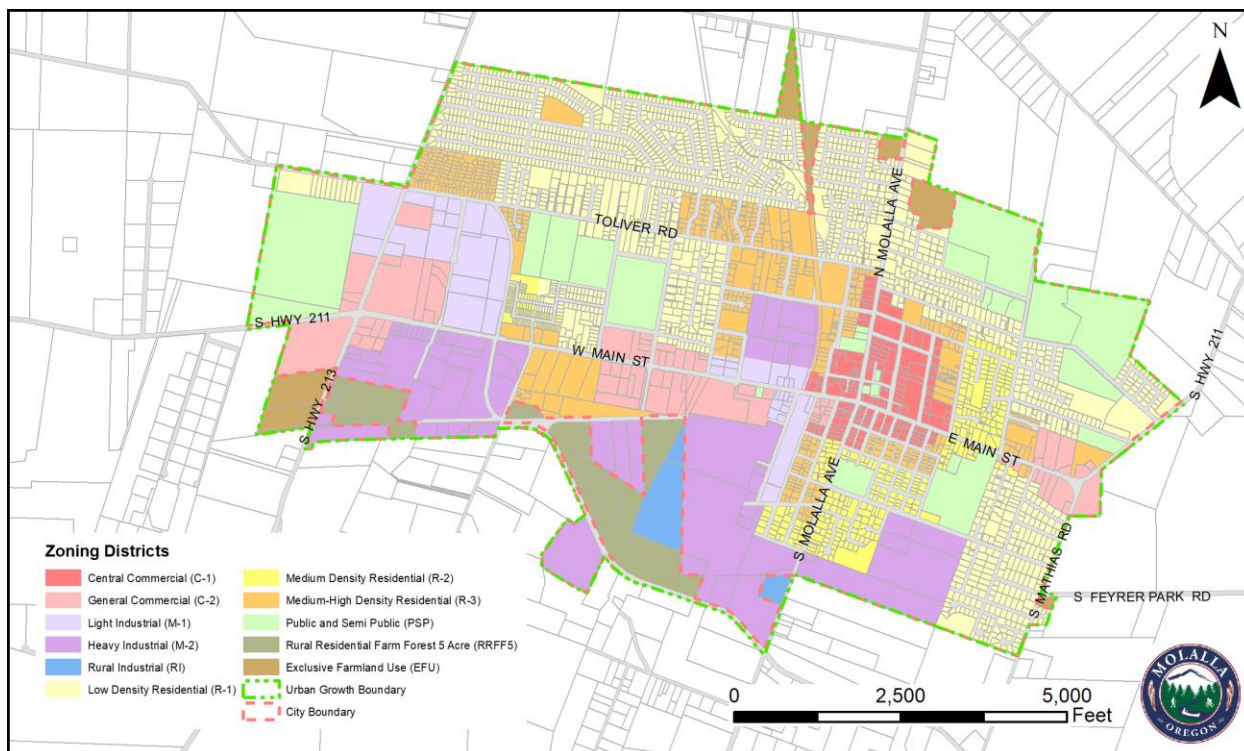 N
TOLIVER RD
N MOLALLA AVE
S HWY 211
S HWY 211
W MAIN ST
S HWY 213
E MAIN ST
S MOLALLA AVE
S MATHIAS RD
S FEYRER PARK RD
Zoning Districts
Central Commercial (C-1)
General Commercial (C-2)
Light Industrial (M-1)
Heavy Industrial (M-2)
Rural Industrial (RI)
Low Density Residential (R-1)
Medium Density Residential (R-2)
Medium-High Density Residential (R-3)
Public and Semi Public (PSP)
Rural Residential Farm Forest 5 Acre (RRFF5)
Exclusive Farmland Use (EFU)
Urban Growth Boundary
City Boundary
0 2,500 5,000
Feet
MOLALLA
OREGON